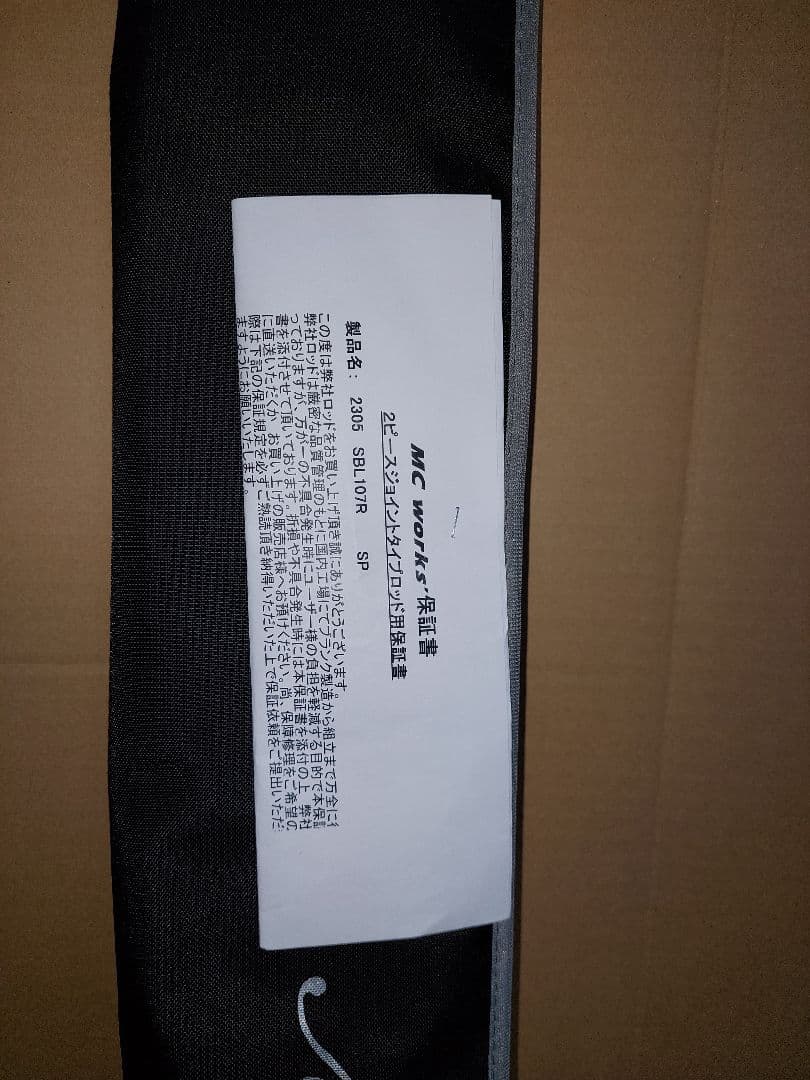 MC works'保証書
2ピースジョイントタイプロッド用保証書
製品名： 2305 SBL107R SP
この度は弊社ロッドをお買い上げ頂き誠にありがとうございます。
弊社ロッドは厳密な品質管理のもとに国内工場にてブランク製造から組立まで万全に行
っておりますが、万が一の不具合発生時にユーザー様の負担を軽減する目的で本保証
書を添付させて頂いております。折損や不具合発生時には本保証書を添付の上、弊社
に直送いただくか、お買い上げの販売店様へお預けください。尚、保障修理をご希望の
際は下記の保証規定を必ずご熟読頂き納得いただいた上で保証依頼をご提出いただき
ますようにお願いいたします。